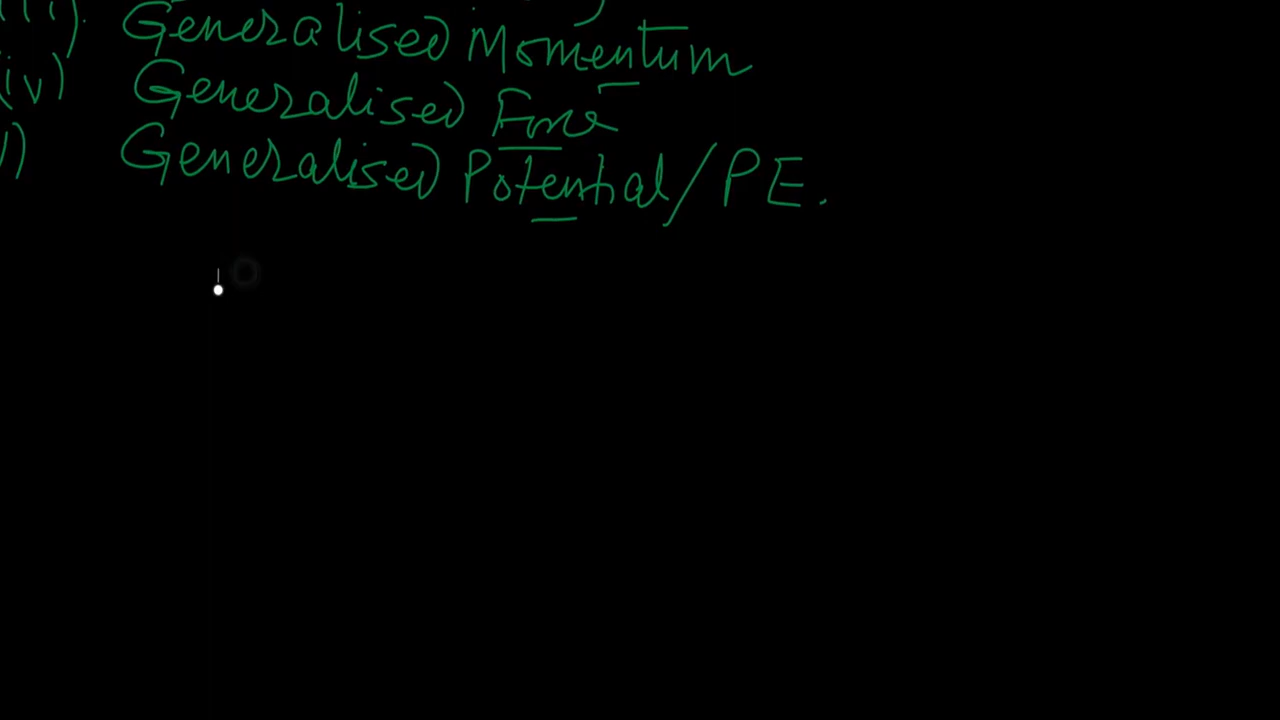 (iii). Generalised Momentum
(iv) Generalised Force
v) Generalised Potential/PE.